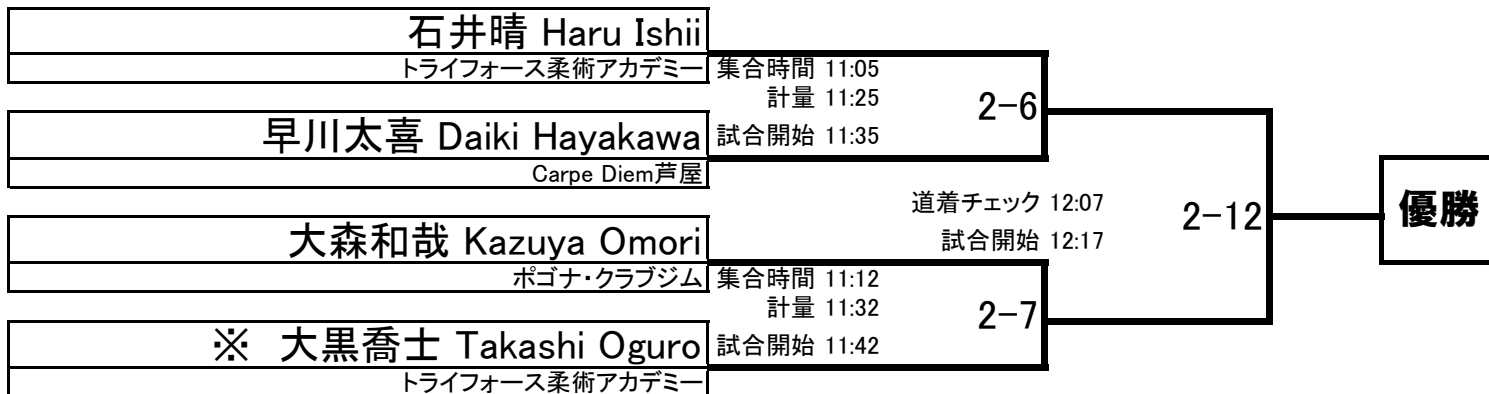 石井晴 Haru Ishii
トライフォース柔術アカデミー
集合時間 11:05
計量 11:25
2-6
早川太喜 Daiki Hayakawa
試合開始 11:35
Carpe Diem芦屋
道着チェック 12:07
試合開始 12:17
2-12
優勝
大森和哉 Kazuya Omori
ポゴナ・クラブジム
集合時間 11:12
計量 11:32
2-7
※ 大黒喬士 Takashi Oguro
試合開始 11:42
トライフォース柔術アカデミー